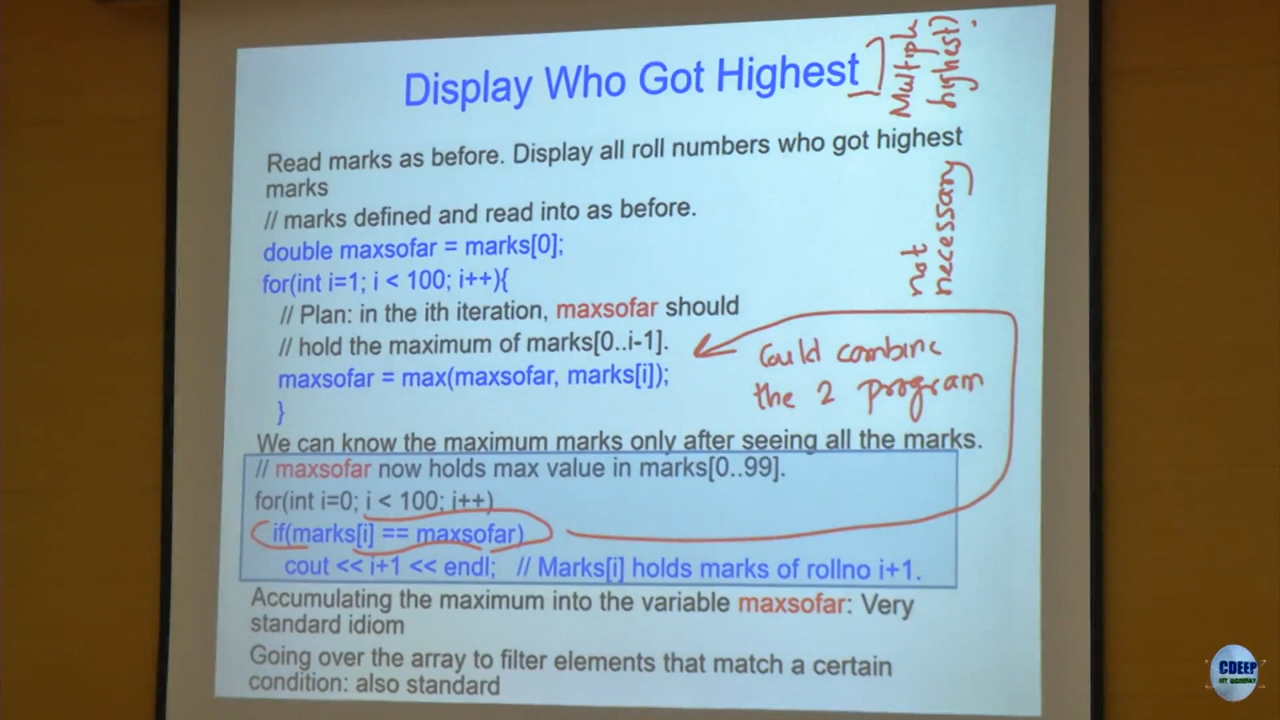 Display Who Got Highest
Multiple
highest?
Read marks as before. Display all roll numbers who got highest
marks
// marks defined and read into as before.
double maxsofar = marks[0];
for(int i=1; i < 100; i++){
// Plan: in the ith iteration, maxsofar should
// hold the maximum of marks[0..i-1].
maxsofar = max(maxsofar, marks[i]);
}
not
necessary
Could combine
the 2 program
We can know the maximum marks only after seeing all the marks.
// maxsofar now holds max value in marks[0..99].
for(int i=0; i < 100; i++)
if(marks[i] == maxsofar)
cout << i+1 << endl; // Marks[i] holds marks of rollno i+1.
Accumulating the maximum into the variable maxsofar: Very
standard idiom
Going over the array to filter elements that match a certain
condition: also standard
CDEEP
IIT BOMBAY